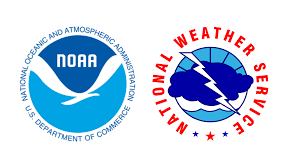 NATIONAL OCEANIC AND ATMOSPHERIC ADMINISTRATION
NOAA
U.S. DEPARTMENT OF COMMERCE
NATIONAL WEATHER SERVICE